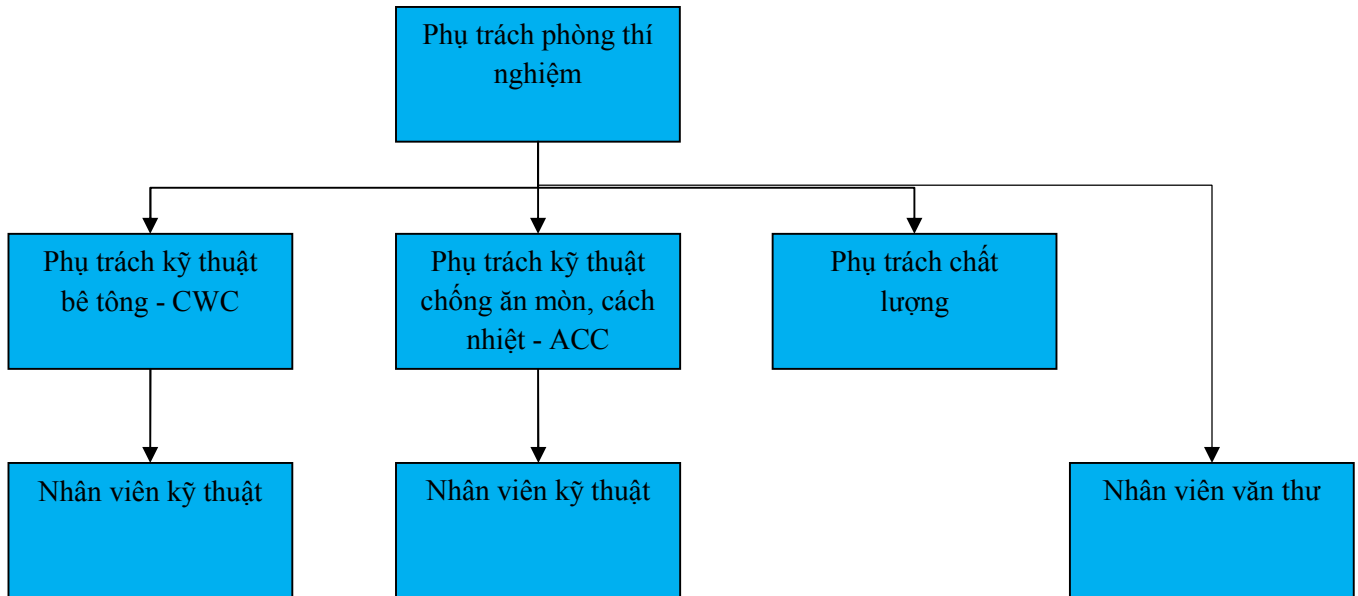 Phụ trách phòng thí
nghiệm
Phụ trách kỹ thuật
bê tông - CWC
Phụ trách kỹ thuật
chống ăn mòn, cách
nhiệt - ACC
Phụ trách chất
lượng
Nhân viên kỹ thuật
Nhân viên kỹ thuật
Nhân viên văn thư